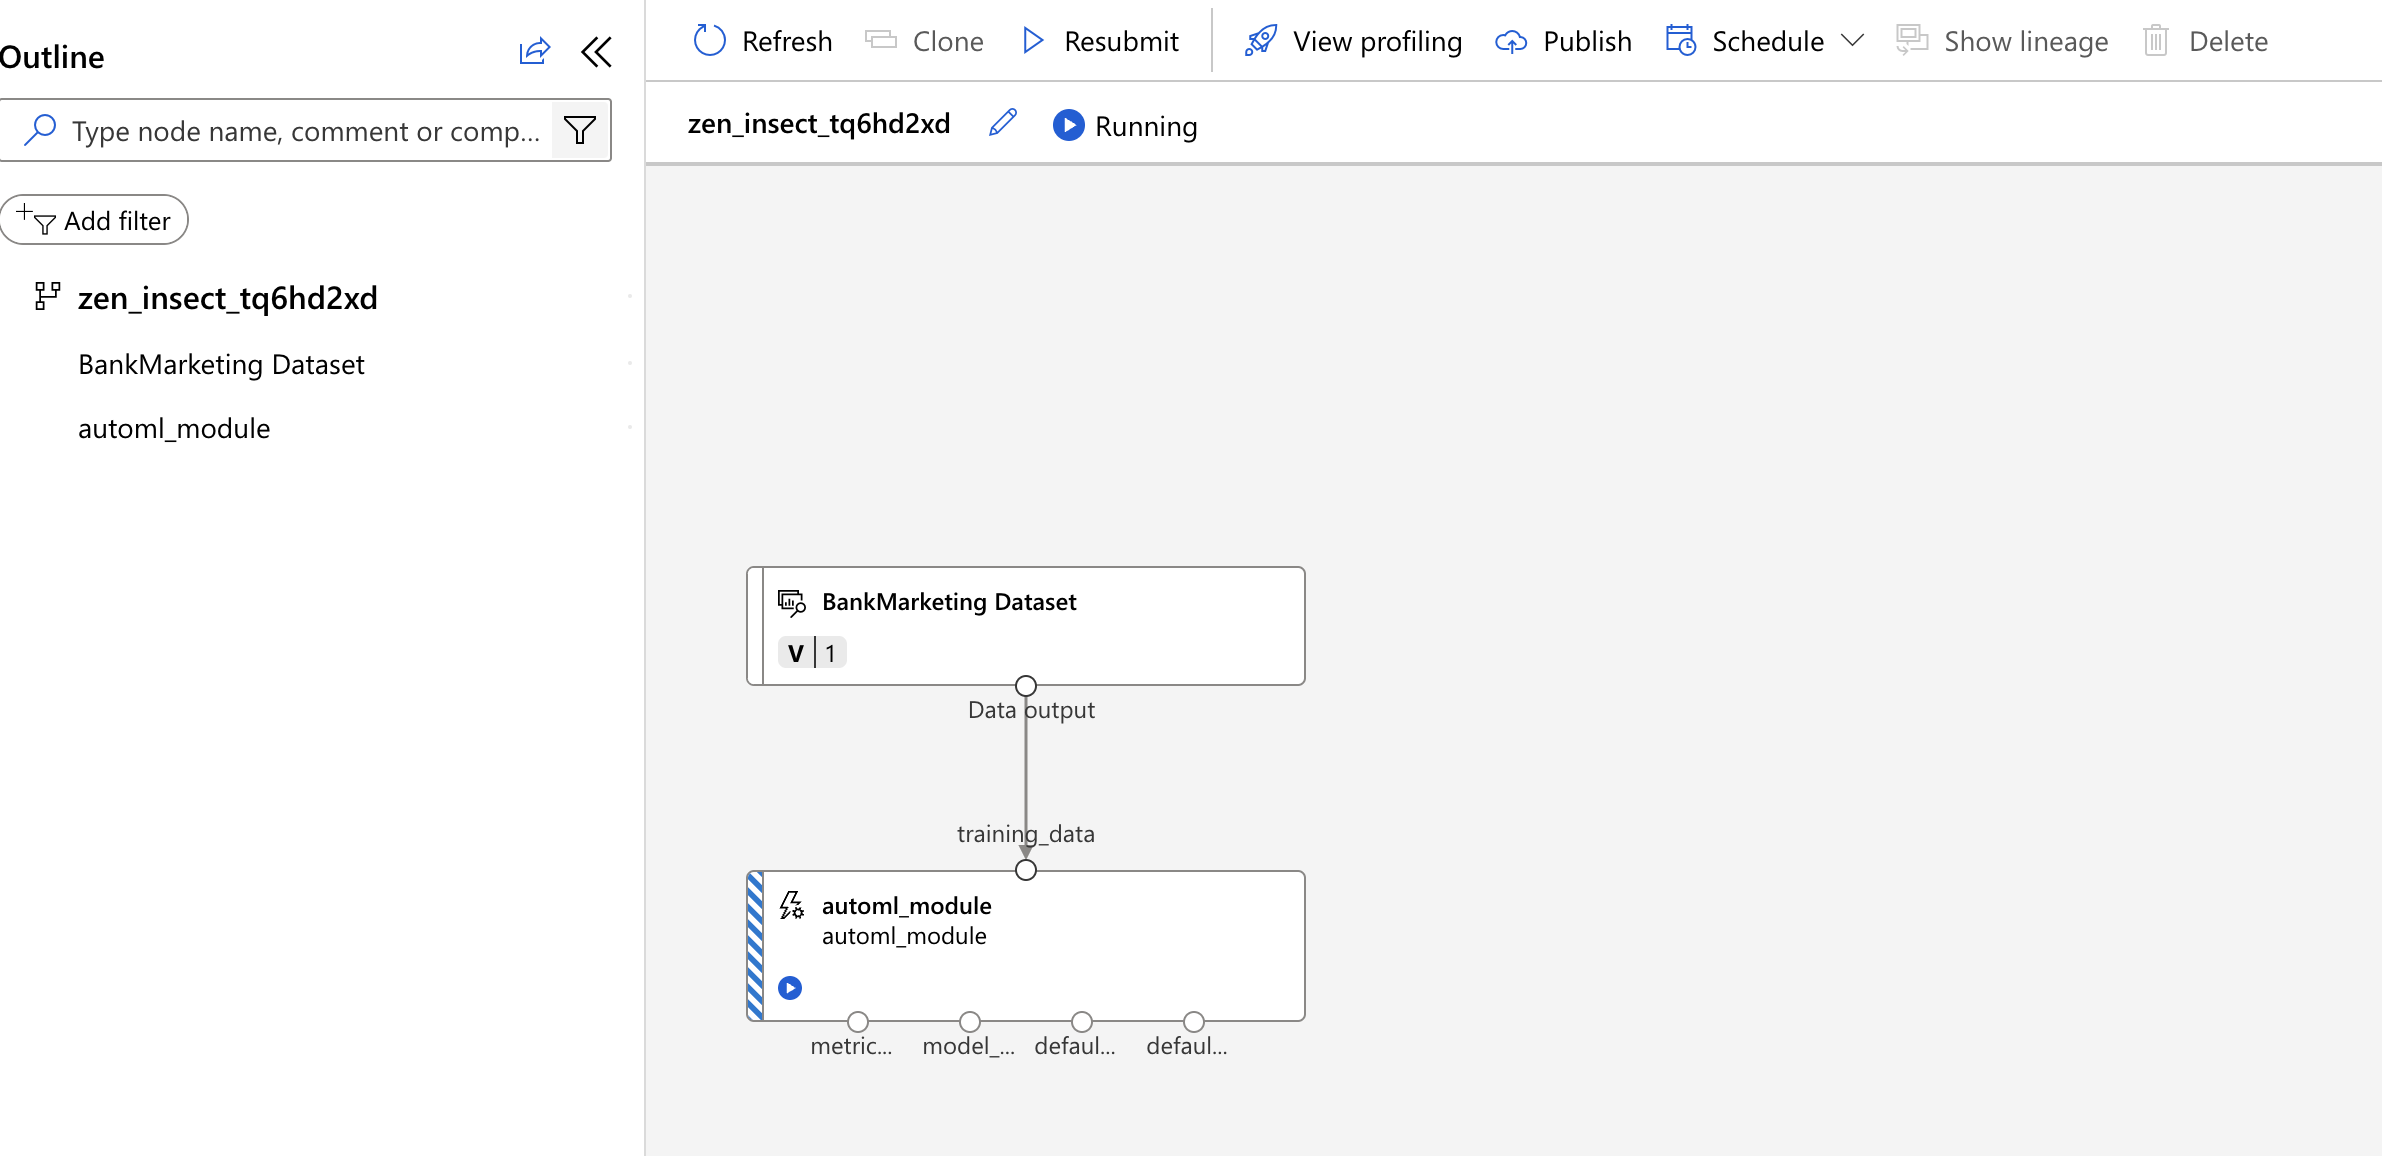 Outline
Type node name, comment or comp...
Add filter
zen_insect_tq6hd2xd
BankMarketing Dataset
automl_module
Refresh Clone Resubmit View profiling Publish Schedule Show lineage Delete
zen_insect_tq6hd2xd Running
BankMarketing Dataset
V 1
Data output
training_data
automl_module
automl_module
metric... model_... defaul... defaul...